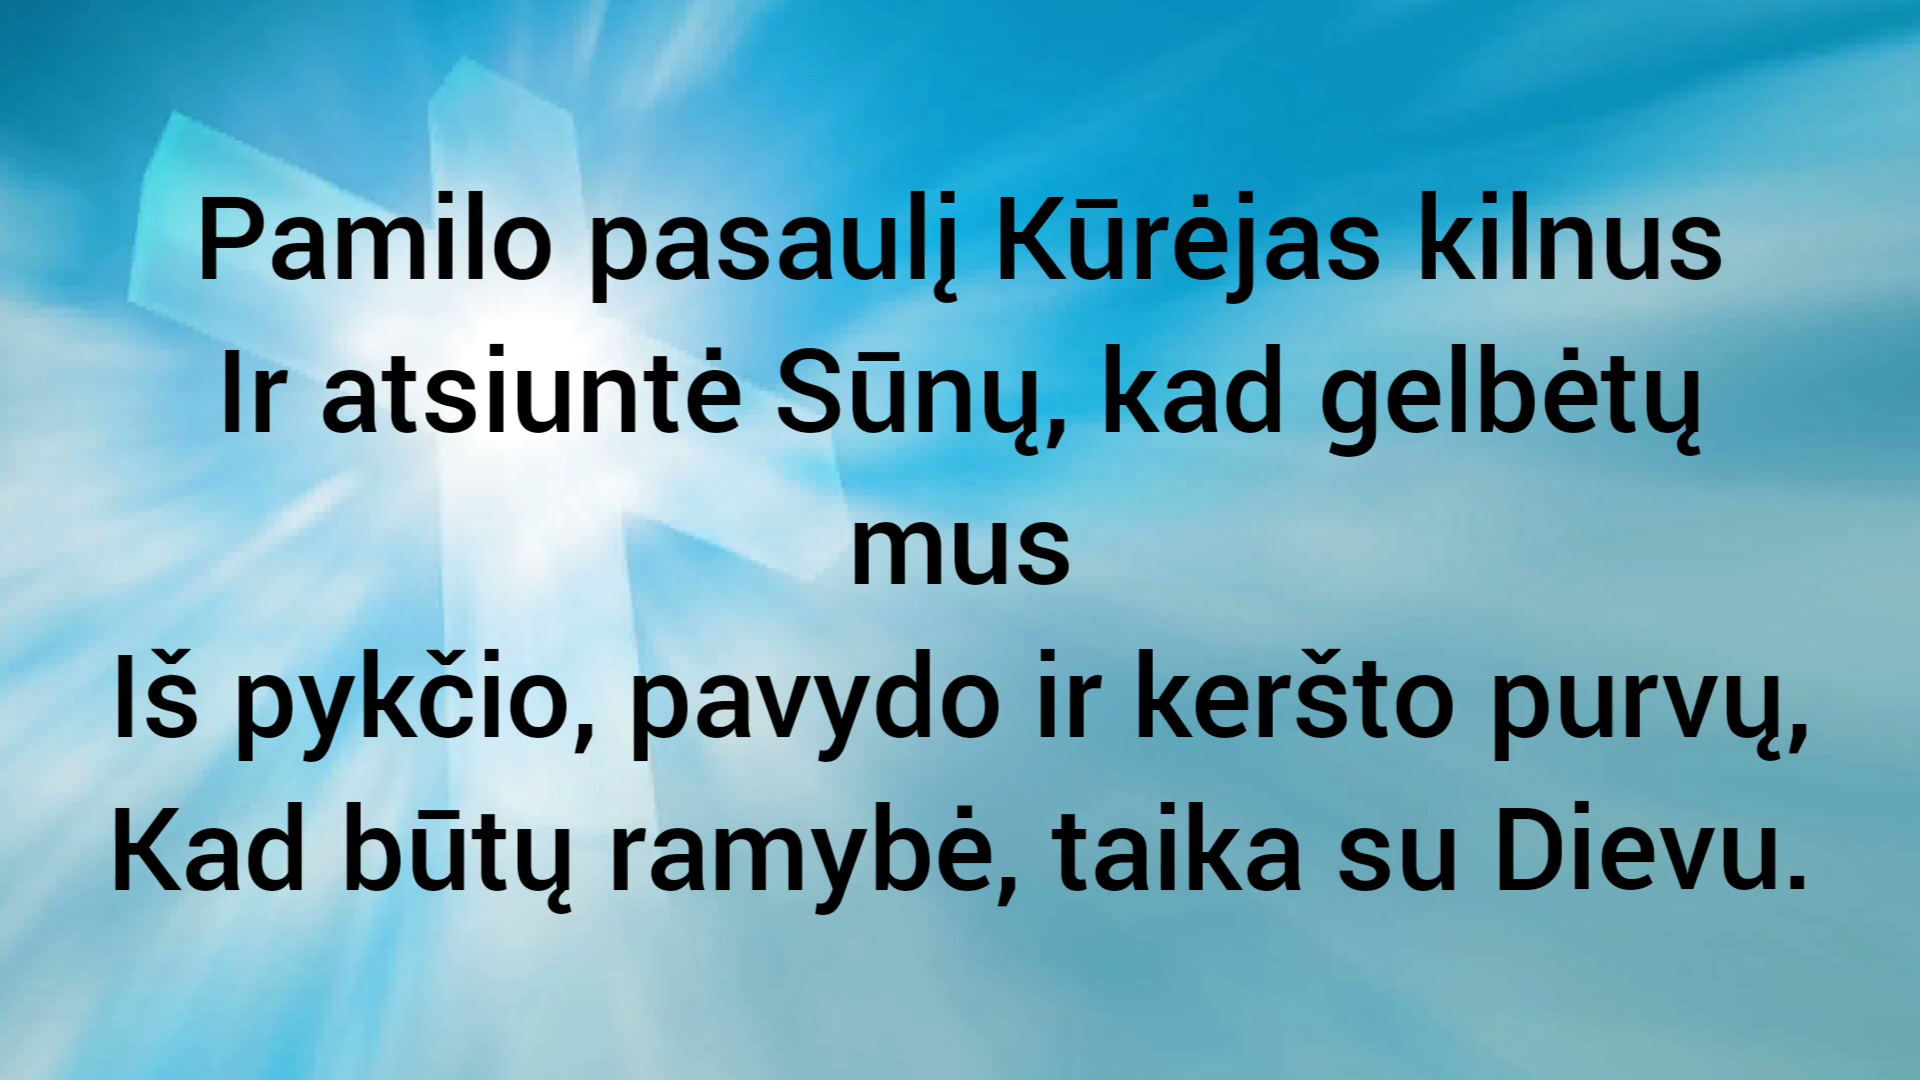 Pamilo pasaulį Kūrėjas kilnus
Ir atsiuntė Sūnų, kad gelbėtų
mus
Iš pykčio, pavydo ir keršto purvų,
Kad būtų ramybė, taika su Dievu.